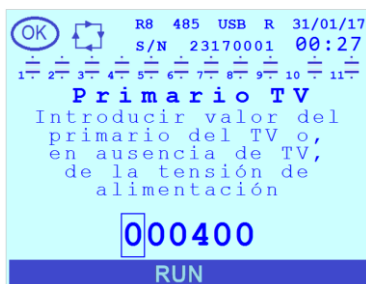 OK R8 485 USB R 31/01/17
S/N 23170001 00:27
1 2 3 4 5 6 7 8 9 10 11
Primario TV
Introducir valor del
primario del TV o,
en ausencia de TV,
de la tensión de
alimentación
000400
RUN